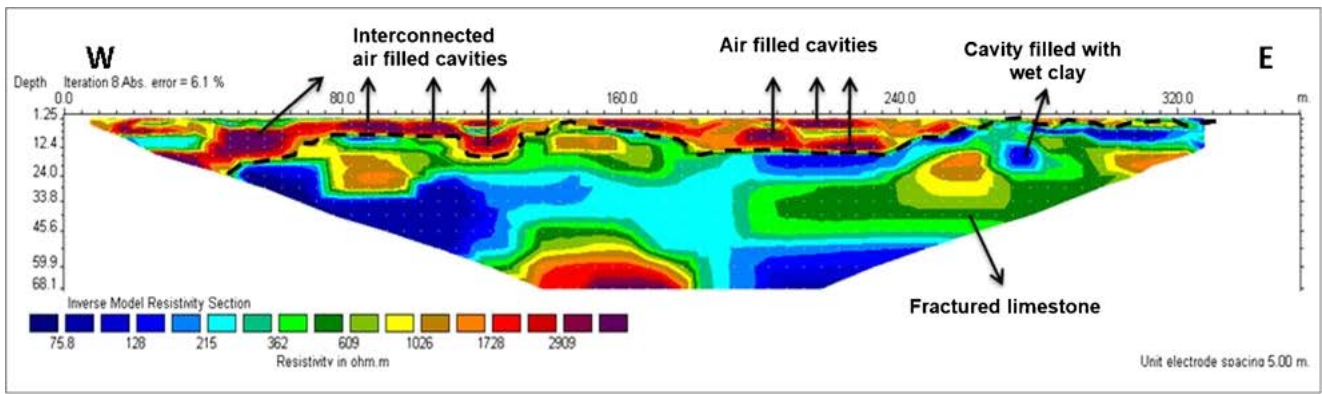 Interconnected
air filled cavities
Air filled cavities
Cavity filled with
wet clay
W
E
Depth Iteration 8 Abs. error = 6.1 %
0.0 80.0 160.0 240.0 320.0 m.
1.25
12.4
24.0
33.8
45.6
59.9
68.1
Fractured limestone
Inverse Model Resistivity Section
75.8 128 215 362 609 1026 1728 2909
Resistivity in ohm.m
Unit electrode spacing 5.00 m.